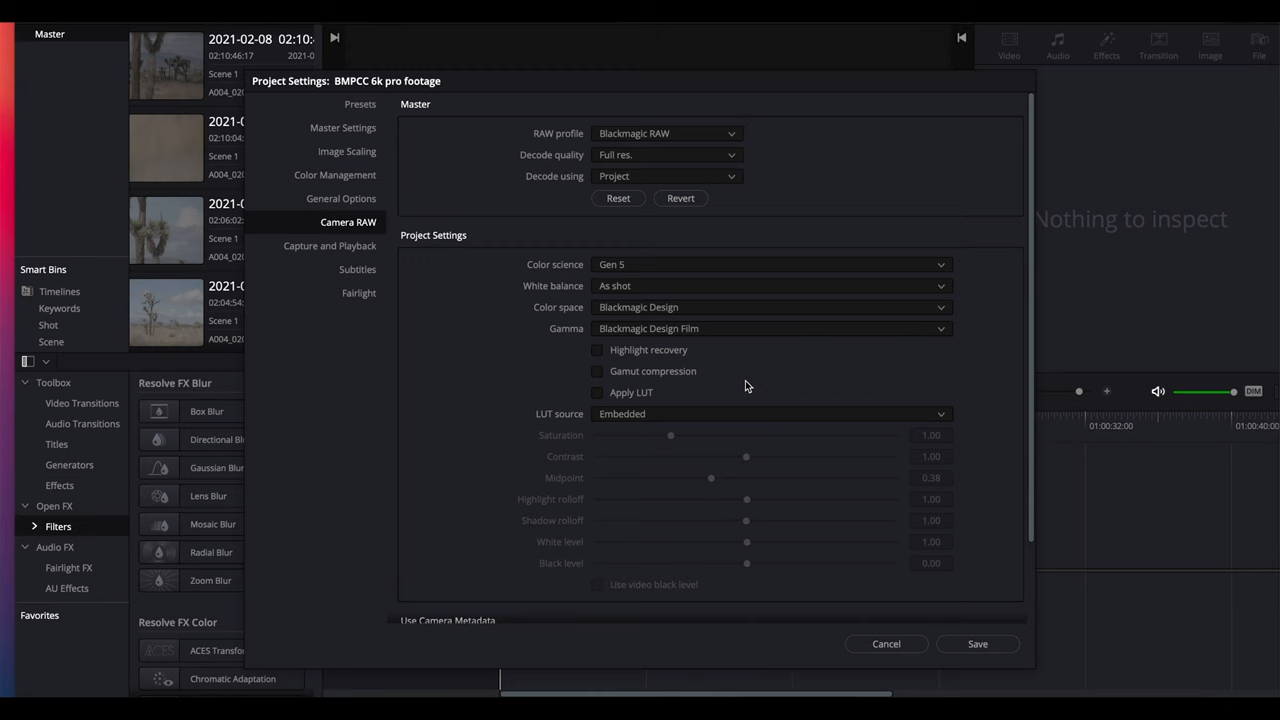 Master
2021-02-08 02:10:
02:10:46:17 2021-0
Scene 1
A004_020
2021-0
02:10:04:
Scene 1
A004_020
2021-0
02:06:02:
Scene 1
A004_020
2021-0
02:04:54:
Scene 1
A004_020
Video
Audio
Effects
Transition
Image
File
Nothing to inspect
Smart Bins
Timelines
Keywords
Shot
Scene
Toolbox
Video Transitions
Audio Transitions
Titles
Generators
Effects
Open FX
Filters
Audio FX
Fairlight FX
AU Effects
Favorites
Resolve FX Blur
Box Blur
Directional Bl
Gaussian Blur
Lens Blur
Mosaic Blur
Radial Blur
Zoom Blur
Resolve FX Color
ACES Transfo
Chromatic Adaptation
Project Settings: BMPCC 6k pro footage
Presets
Master Settings
Image Scaling
Color Management
General Options
Camera RAW
Capture and Playback
Subtitles
Fairlight
Master
RAW profile Blackmagic RAW
Decode quality Full res.
Decode using Project
Reset Revert
Project Settings
Color science Gen 5
White balance As shot
Color space Blackmagic Design
Gamma Blackmagic Design Film
Highlight recovery
Gamut compression
Apply LUT
LUT source Embedded
Saturation 1.00
Contrast 1.00
Midpoint 0.38
Highlight rolloff 1.00
Shadow rolloff 1.00
White level 1.00
Black level 0.00
Use video black level
Use Camera Metadata
Cancel Save
DIM
01:00:32:00 01:00:40:00